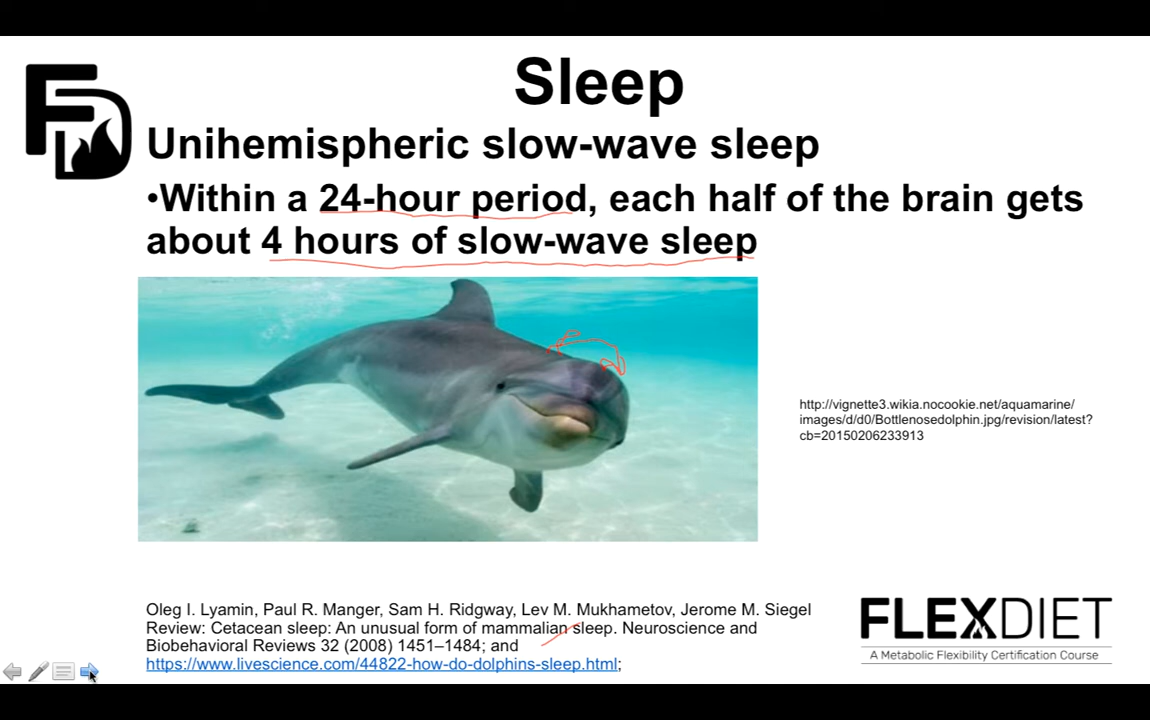 Sleep
FD
Unihemispheric slow-wave sleep
•Within a 24-hour period, each half of the brain gets
about 4 hours of slow-wave sleep
http://vignette3.wikia.nocookie.net/aquamarine/
images/d/d0/Bottlenosedolphin.jpg/revision/latest?
cb=20150206233913
Oleg I. Lyamin, Paul R. Manger, Sam H. Ridgway, Lev M. Mukhametov, Jerome M. Siegel
Review: Cetacean sleep: An unusual form of mammalian sleep. Neuroscience and
Biobehavioral Reviews 32 (2008) 1451–1484; and
https://www.livescience.com/44822-how-do-dolphins-sleep.html;
FLEXDIET
A Metabolic Flexibility Certification Course